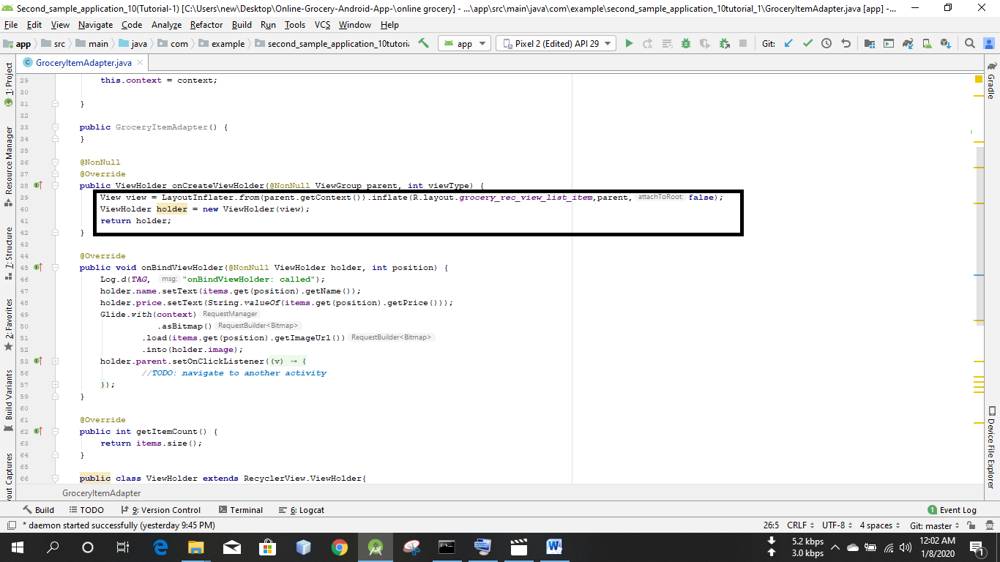 Second_sample_application_10(Tutorial-1) [C:\Users\new\Desktop\Online-Grocery-Android-App-\online grocery] - ...\app\src\main\java\com\example\second_sample_application_10tutorial_1\GroceryItemAdapter.java [app] -...
File Edit View Navigate Code Analyze Refactor Build Run Tools VCS Window Help
app src main java com example second_sample_application_10tutoria app Pixel 2 (Edited) API 29 Git:
GroceryItemAdapter.java
1: Project
Resource Manager
7: Structure
2: Favorites
Build Variants
out Captures
Gradle
Device File Explorer
29 this.context = context;
30
31 }
32
33 public GroceryItemAdapter() {
34 }
35
36 @NonNull
37 @Override
38 public ViewHolder onCreateViewHolder(@NonNull ViewGroup parent, int viewType) {
39 View view = LayoutInflater.from(parent.getContext()).inflate(R.layout.grocery_rec_view_list_item,parent, attachToRoot: false);
40 ViewHolder holder = new ViewHolder(view);
41 return holder;
42 }
43
44 @Override
45 public void onBindViewHolder(@NonNull ViewHolder holder, int position) {
46 Log.d(TAG, msg: "onBindViewHolder: called");
47 holder.name.setText(items.get(position).getName());
48 holder.price.setText(String.valueOf(items.get(position).getPrice()));
49 Glide.with(context) RequestManager
50 .asBitmap() RequestBuilder<Bitmap>
51 .load(items.get(position).getImageUrl()) RequestBuilder<Bitmap>
52 .into(holder.image);
53 holder.parent.setOnClickListener((v) → {
56 //TODO: navigate to another activity
57 });
59 }
60
61 @Override
62 public int getItemCount() {
63 return items.size();
64 }
65
66 public class ViewHolder extends RecyclerView.ViewHolder{
GroceryItemAdapter
Build TODO 9: Version Control Terminal 6: Logcat 1 Event Log
* daemon started successfully (yesterday 9:45 PM) 26:5 CRLF UTF-8 4 spaces Git: master
5.2 kbps
3.0 kbps
12:02 AM
1/8/2020
1